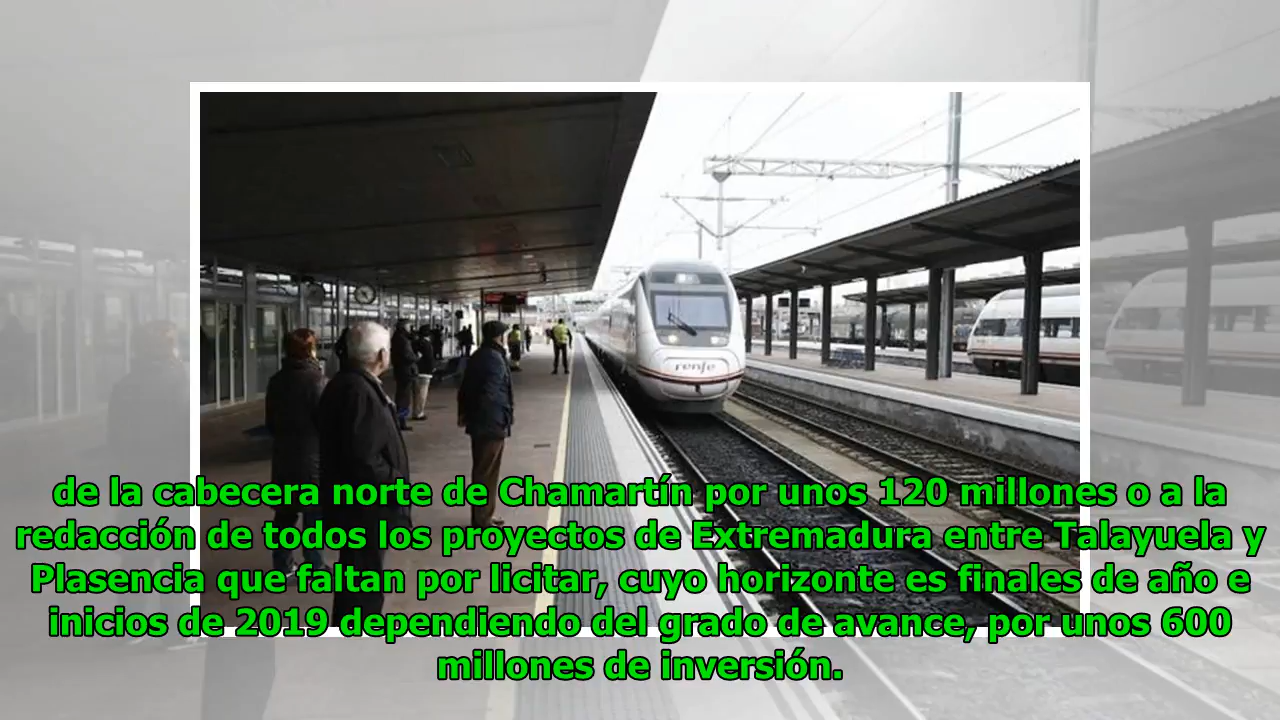 renfe
de la cabecera norte de Chamartín por unos 120 millones o a la
redacción de todos los proyectos de Extremadura entre Talayuela y
Plasencia que faltan por licitar, cuyo horizonte es finales de año e
inicios de 2019 dependiendo del grado de avance, por unos 600
millones de inversión.